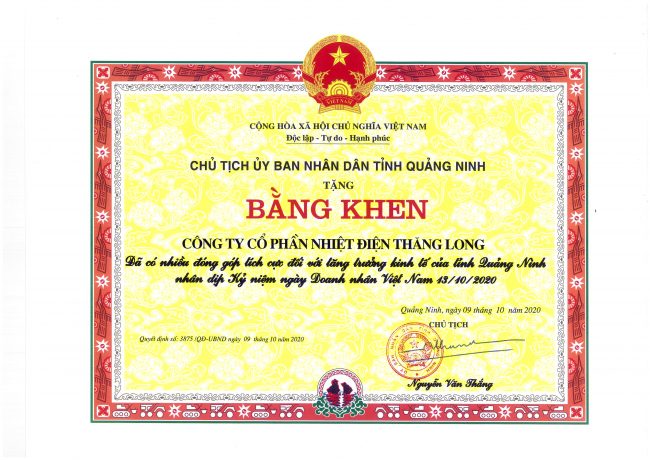 VIỆT NAM
CỘNG HÒA XÃ HỘI CHỦ NGHĨA VIỆT NAM
Độc lập - Tự do - Hạnh phúc
CHỦ TỊCH ỦY BAN NHÂN DÂN TỈNH QUẢNG NINH
TẶNG
BẰNG KHEN
CÔNG TY CỔ PHẦN NHIỆT ĐIỆN THĂNG LONG
Đã có nhiều đóng góp tích cực đối với tăng trưởng kinh tế của tỉnh Quảng Ninh
nhân dịp Kỷ niệm ngày Doanh nhân Việt Nam 13/10/2020
Quảng Ninh, ngày 09 tháng 10 năm 2020
CHỦ TỊCH
Quyết định số: 3875 /QĐ-UBND ngày 09 tháng 10 năm 2020
Nguyễn Văn Thắng